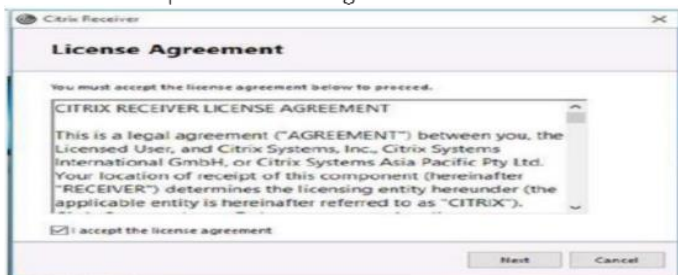 Citrix Receiver
License Agreement
You must accept the license agreement below to proceed.
CITRIX RECEIVER LICENSE AGREEMENT
This is a legal agreement ("AGREEMENT") between you, the
Licensed User, and Citrix Systems, Inc., Citrix Systems
International GmbH, or Citrix Systems Asia Pacific Pty Ltd.
Your location of receipt of this component (hereinafter
"RECEIVER") determines the licensing entity hereunder (the
applicable entity is hereinafter referred to as "CITRIX").
I accept the license agreement
Next Cancel